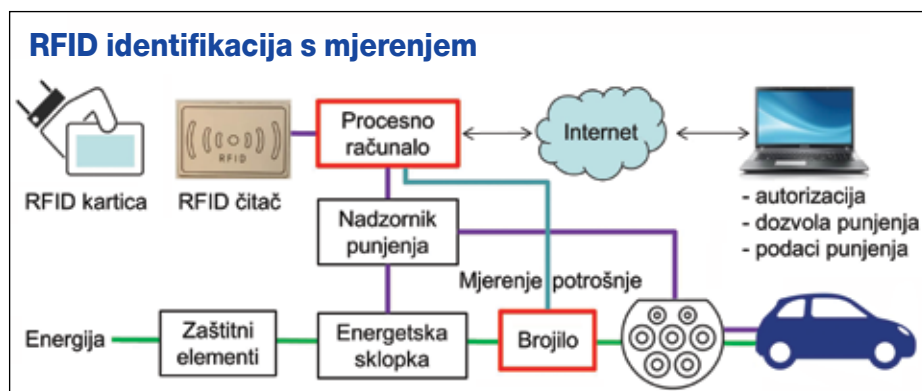 RFID identifikacija s mjerenjem
RFID kartica
RFID
RFID čitač
Procesno
računalo
Internet
- autorizacija
- dozvola punjenja
- podaci punjenja
Nadzornik
punjenja
Mjerenje potrošnje
Energija
Zaštitni
elementi
Energetska
sklopka
Brojilo